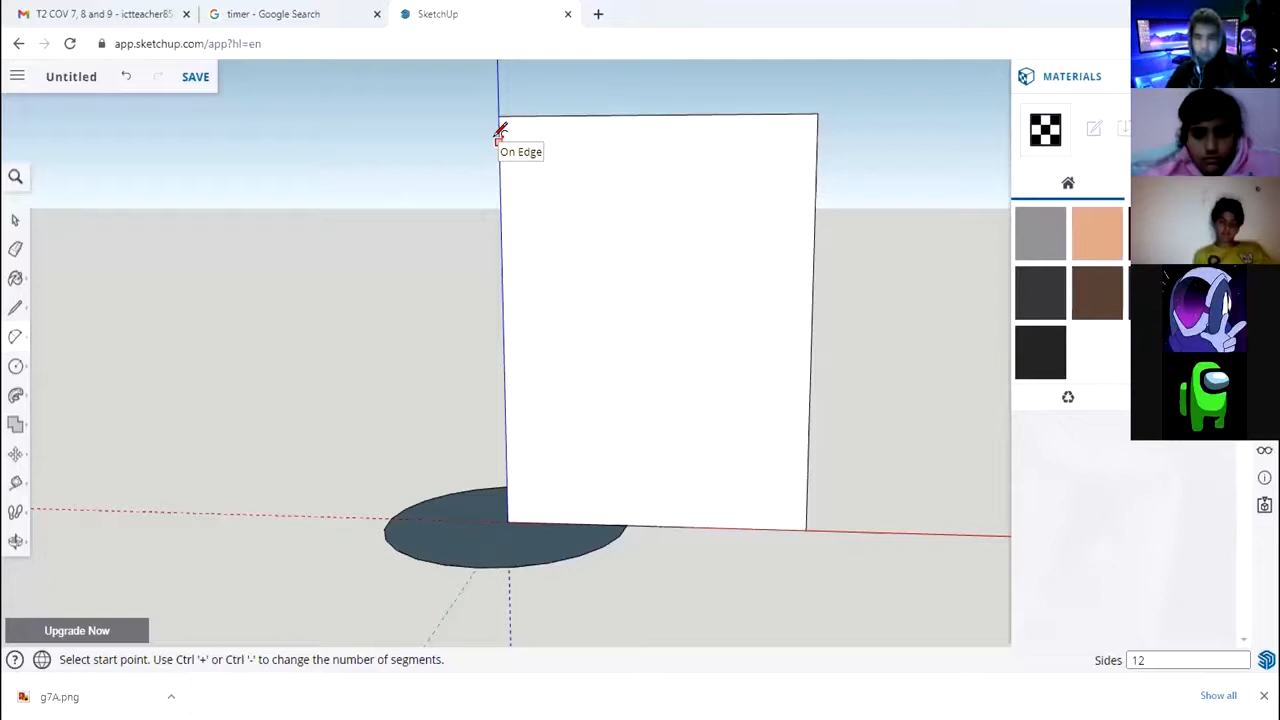 T2 COV 7, 8 and 9 - ictteacher85
timer - Google Search
SketchUp
app.sketchup.com/app?hl=en
Untitled
SAVE
MATERIALS
On Edge
Upgrade Now
Select start point. Use Ctrl '+' or Ctrl '-' to change the number of segments.
Sides
12
g7A.png
Show all